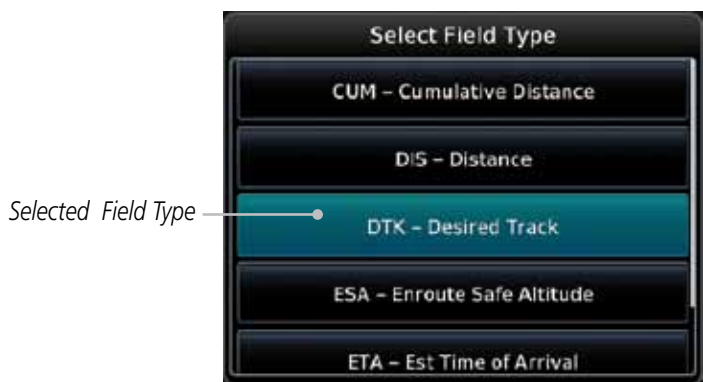 Select Field Type
CUM – Cumulative Distance
DIS – Distance
Selected Field Type
DTK – Desired Track
ESA – Enroute Safe Altitude
ETA – Est Time of Arrival